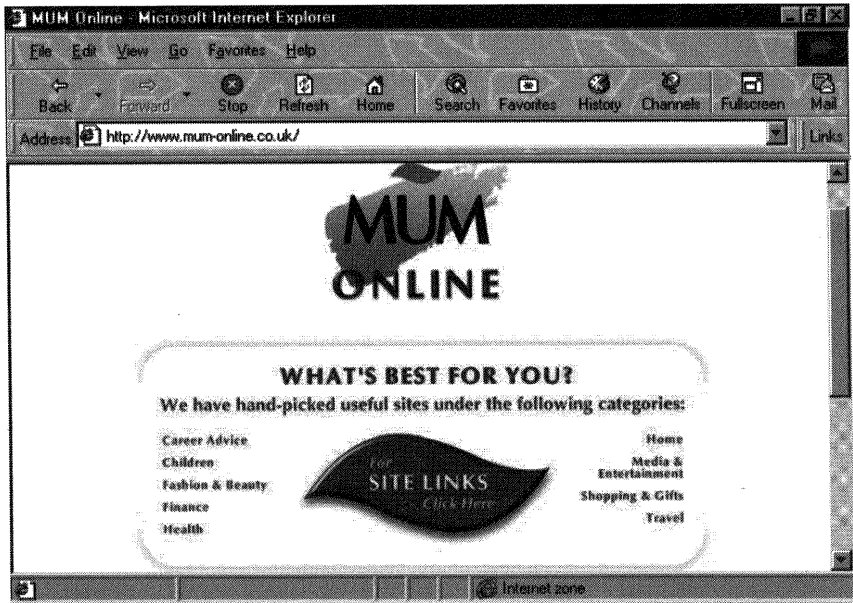 MUM Online - Microsoft Internet Explorer
File Edit View Go Favorites Help
Back Forward Stop Refresh Home Search Favorites History Channels Fullscreen Mail
Address http://www.mum-online.co.uk/ Links
MUM
ONLINE
WHAT'S BEST FOR YOU?
We have hand-picked useful sites under the following categories:
Career Advice
Children
Fashion & Beauty
Finance
Health
For
SITE LINKS
Click Here
Home
Media &
Entertainment
Shopping & Gifts
Travel
Internet zone